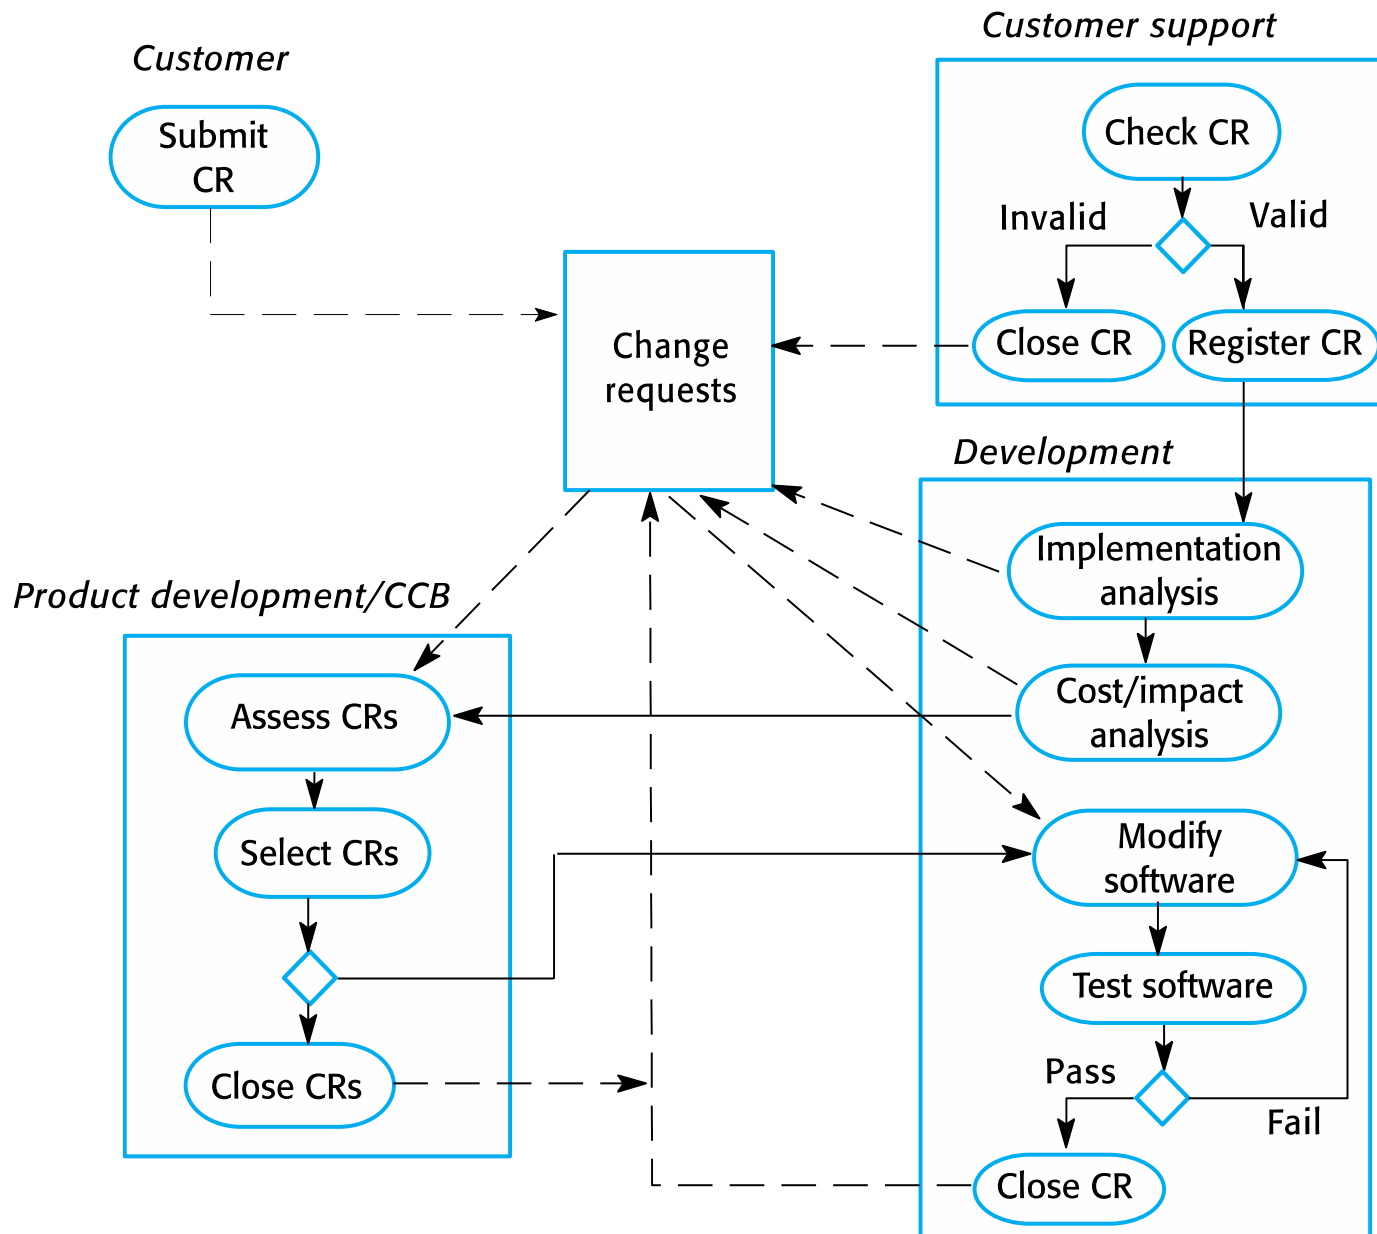 Customer support
Customer
Submit
CR
Check CR
Invalid
Valid
Change
requests
Close CR
Register CR
Development
Implementation
analysis
Product development/CCB
Assess CRs
Cost/impact
analysis
Select CRs
Modify
software
Test software
Close CRs
Pass
Fail
Close CR